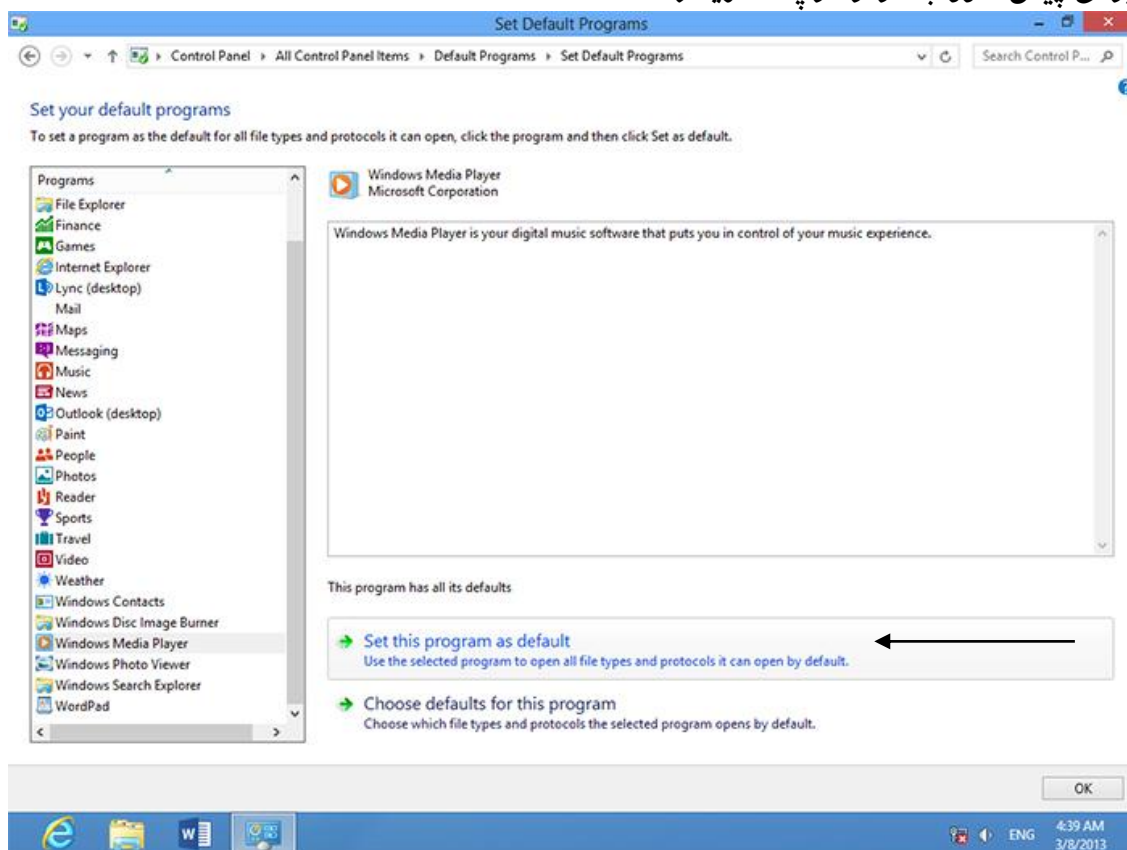 Set Default Programs
Control Panel ▸ All Control Panel Items ▸ Default Programs ▸ Set Default Programs
Search Control P...
Set your default programs
To set a program as the default for all file types and protocols it can open, click the program and then click Set as default.
Programs
File Explorer
Finance
Games
Internet Explorer
Lync (desktop)
Mail
Maps
Messaging
Music
News
Outlook (desktop)
Paint
People
Photos
Reader
Sports
Travel
Video
Weather
Windows Contacts
Windows Disc Image Burner
Windows Media Player
Windows Photo Viewer
Windows Search Explorer
WordPad
Windows Media Player
Microsoft Corporation
Windows Media Player is your digital music software that puts you in control of your music experience.
This program has all its defaults
Set this program as default
Use the selected program to open all file types and protocols it can open by default.
Choose defaults for this program
Choose which file types and protocols the selected program opens by default.
OK
ENG
4:39 AM
3/8/2013